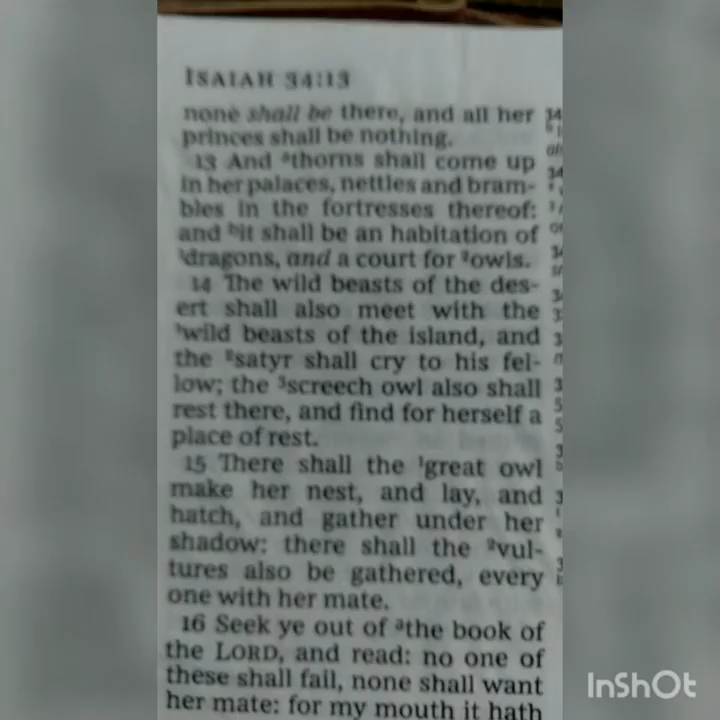 ISAIAH 34:13
none shall be there, and all her
princes shall be nothing.
13 And ᵃthorns shall come up
in her palaces, nettles and bram-
bles in the fortresses thereof:
and ᵇit shall be an habitation of
¹dragons, and a court for ²owls.
14 The wild beasts of the des-
ert shall also meet with the
¹wild beasts of the island, and
the ²satyr shall cry to his fel-
low; the ³screech owl also shall
rest there, and find for herself a
place of rest.
15 There shall the ¹great owl
make her nest, and lay, and
hatch, and gather under her
shadow: there shall the ²vul-
tures also be gathered, every
one with her mate.
16 Seek ye out of ᵃthe book of
the LORD, and read: no one of
these shall fail, none shall want
her mate: for my mouth it hath
InShOt